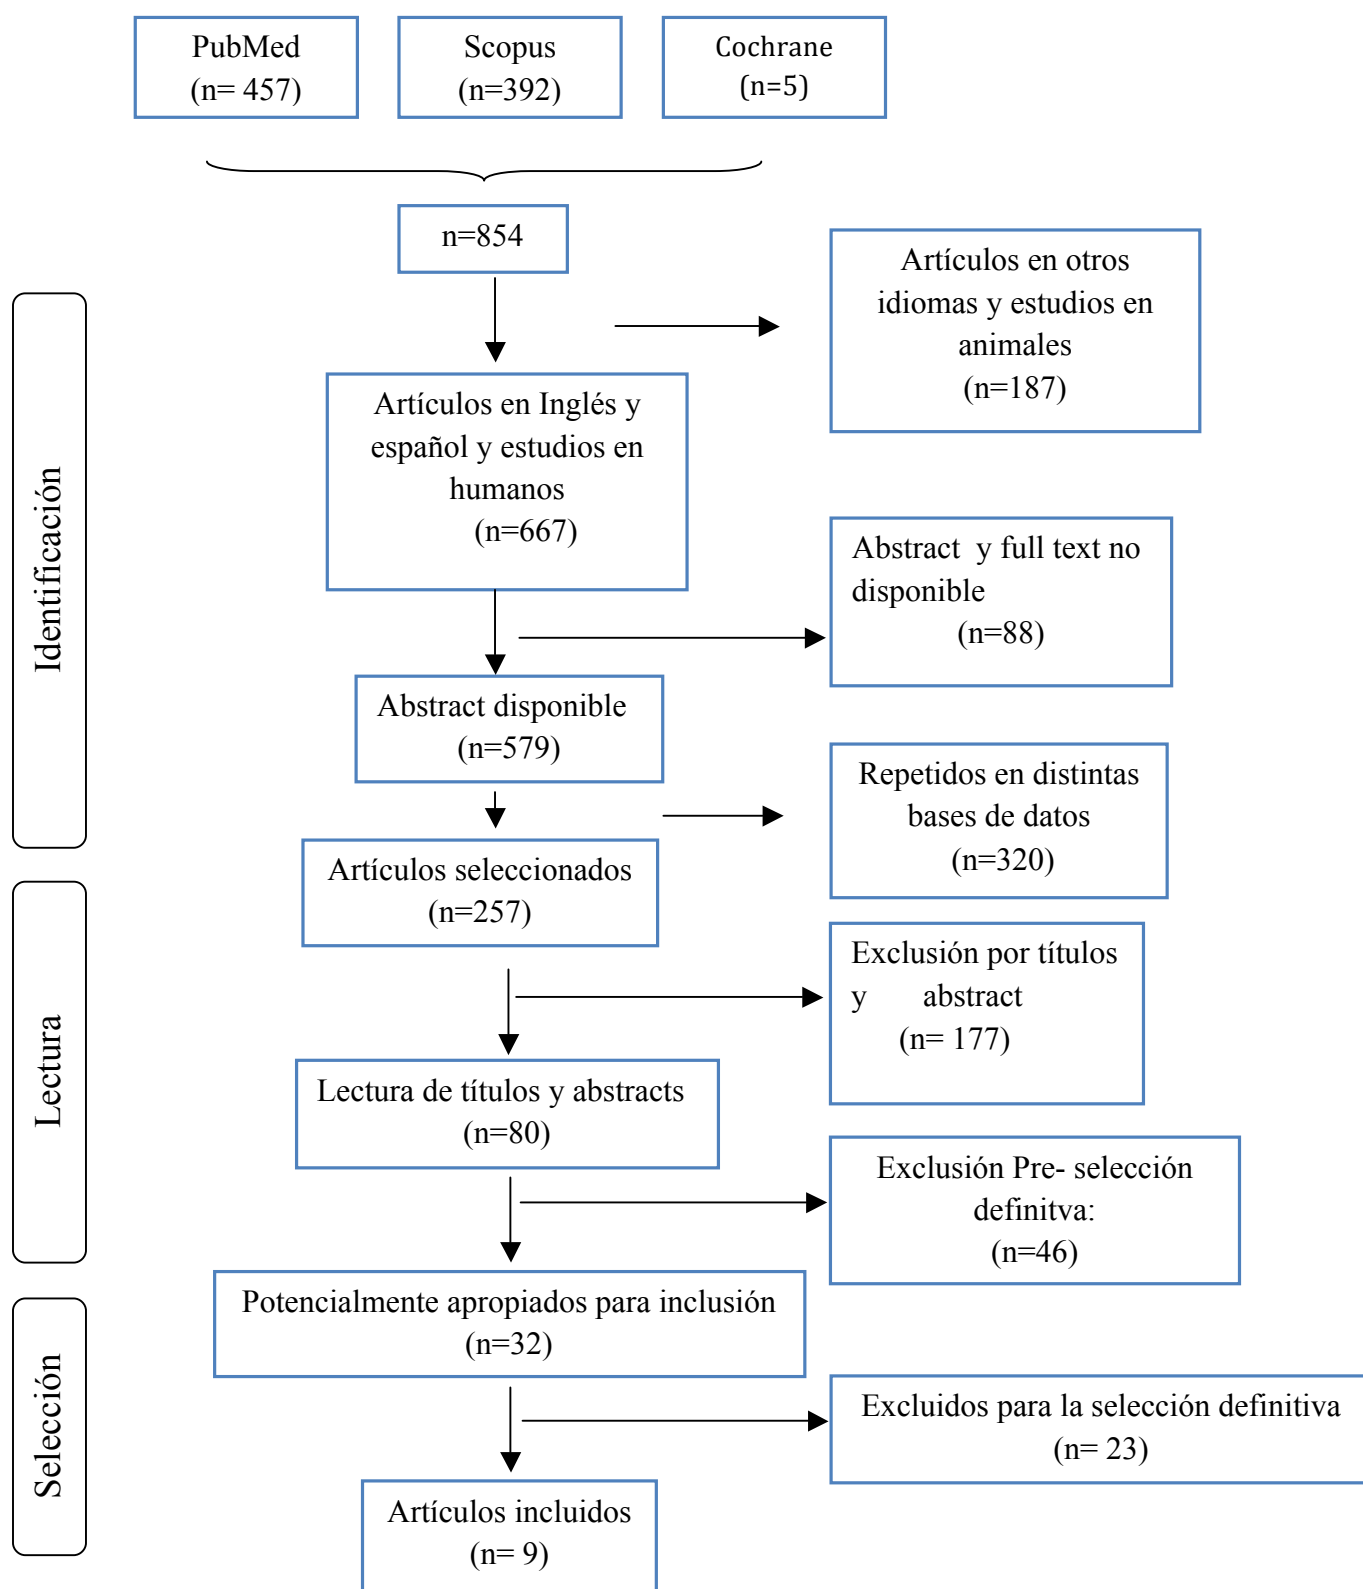 PubMed
(n= 457)
Scopus
(n=392)
Cochrane
(n=5)
n=854
Artículos en otros
idiomas y estudios en
animales
(n=187)
Identificación
Artículos en Inglés y
español y estudios en
humanos
(n=667)
Abstract y full text no
disponible
(n=88)
Abstract disponible
(n=579)
Repetidos en distintas
bases de datos
(n=320)
Artículos seleccionados
(n=257)
Lectura
Exclusión por títulos
y abstract
(n= 177)
Lectura de títulos y abstracts
(n=80)
Exclusión Pre- selección
definitva:
(n=46)
Potencialmente apropiados para inclusión
(n=32)
Selección
Excluidos para la selección definitiva
(n= 23)
Artículos incluidos
(n= 9)